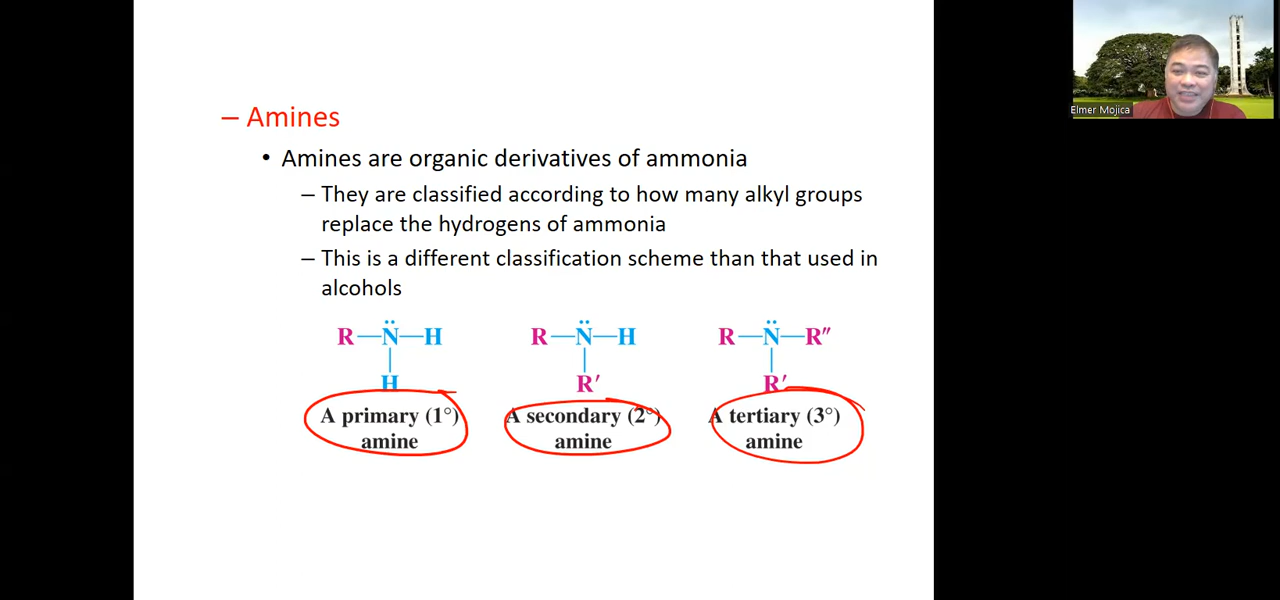 – Amines
• Amines are organic derivatives of ammonia
– They are classified according to how many alkyl groups
replace the hydrogens of ammonia
– This is a different classification scheme than that used in
alcohols
R—N̈—H
H
A primary (1°)
amine
R—N̈—H
R′
A secondary (2°)
amine
R—N̈—R″
R′
A tertiary (3°)
amine
Elmer Mojica